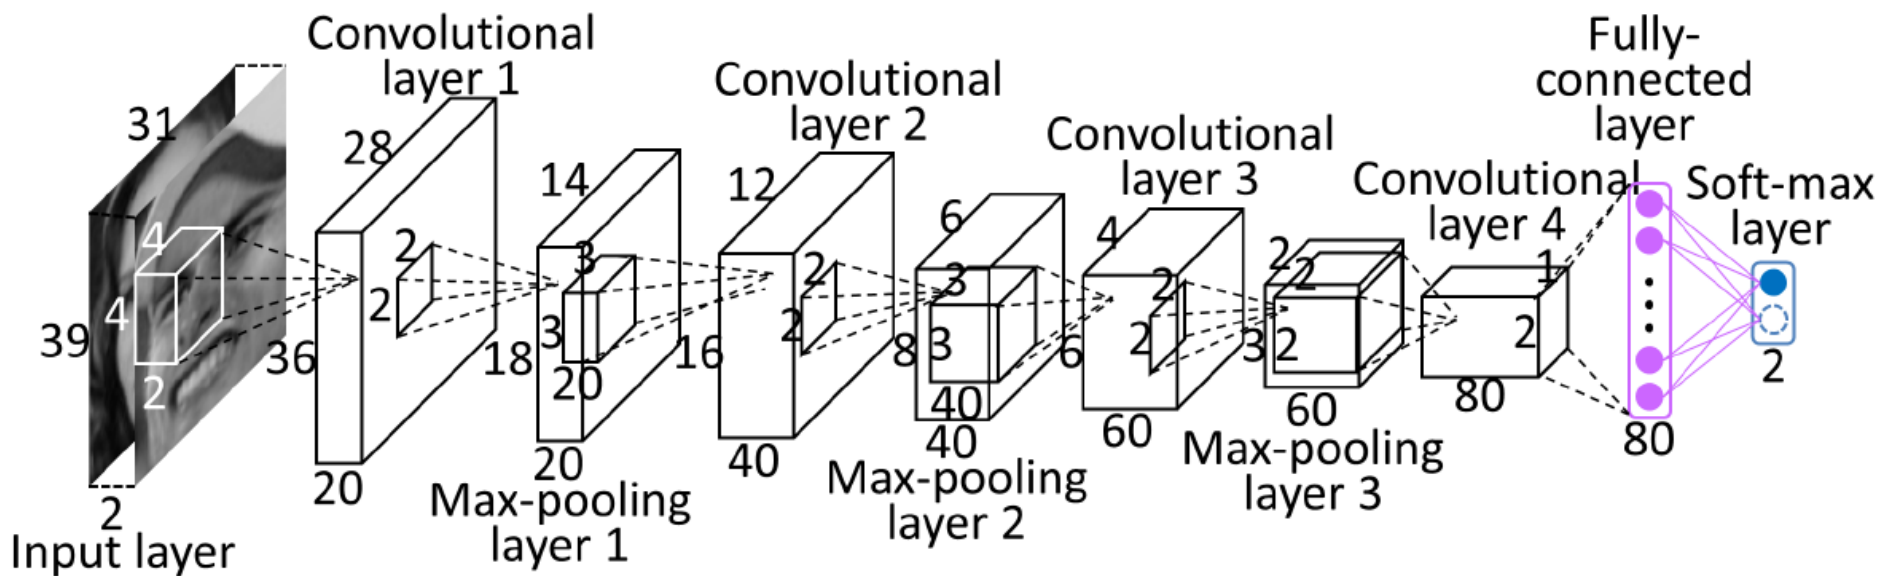 Convolutional
layer 1
Convolutional
layer 2
Convolutional
layer 3
Convolutional
layer 4
Fully-
connected
layer
Soft-max
layer
31
39
4
4
2
2
Input layer
28
36
20
2
2
14
18
3
3
20
20
Max-pooling
layer 1
12
16
40
2
2
6
8
3
3
40
40
Max-pooling
layer 2
4
6
60
2
2
2
3
2
2
60
Max-pooling
layer 3
1
2
80
80
2